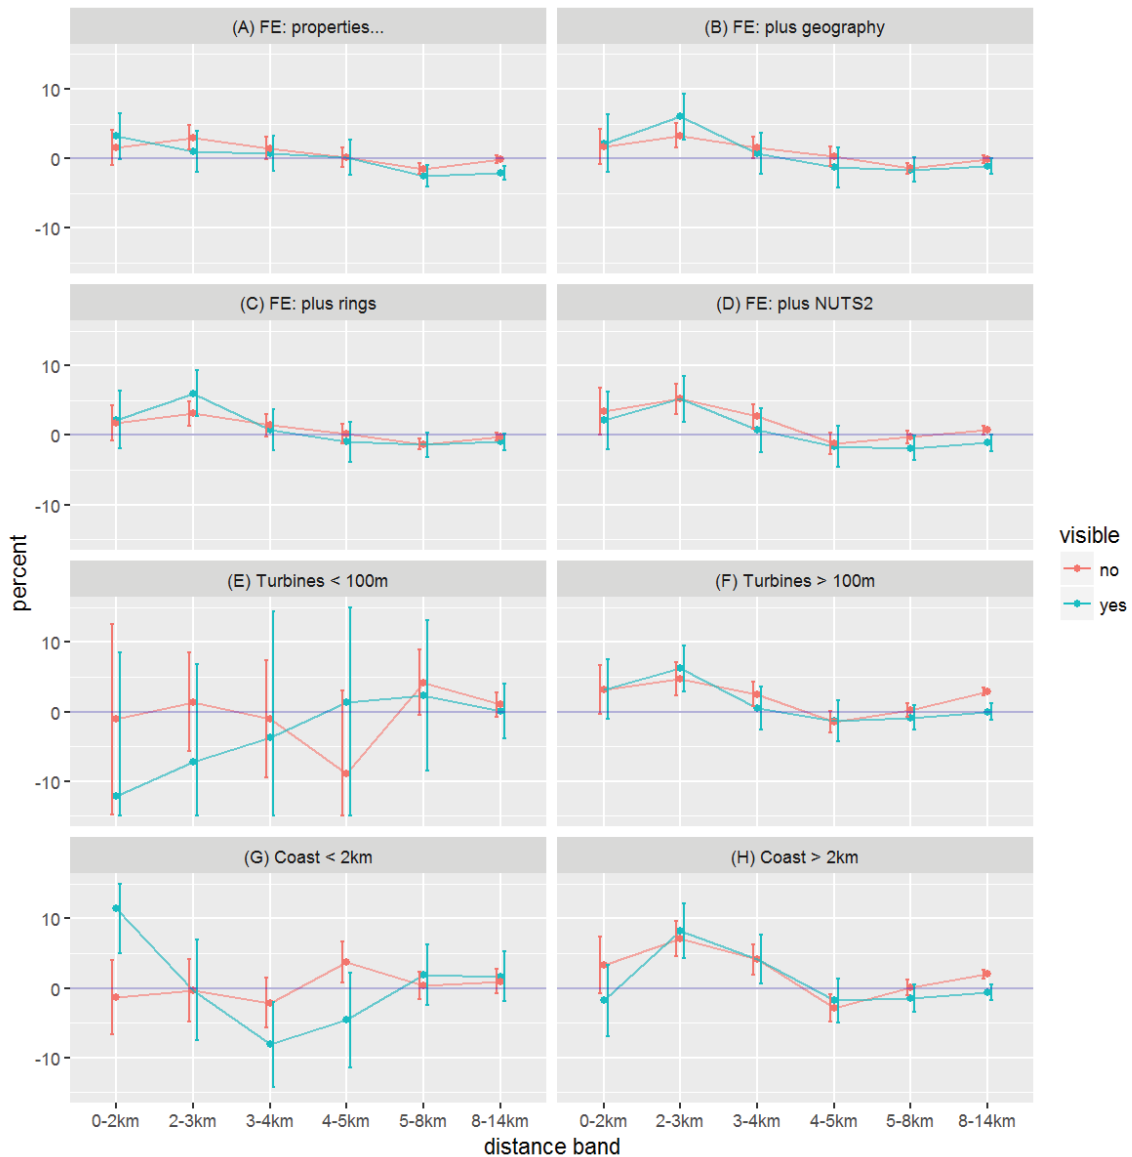 (A) FE: properties...
(B) FE: plus geography
10
0
-10
(C) FE: plus rings
(D) FE: plus NUTS2
10
0
-10
(E) Turbines < 100m
(F) Turbines > 100m
10
0
-10
(G) Coast < 2km
(H) Coast > 2km
10
0
-10
0-2km 2-3km 3-4km 4-5km 5-8km 8-14km
0-2km 2-3km 3-4km 4-5km 5-8km 8-14km
distance band
percent
visible
no
yes